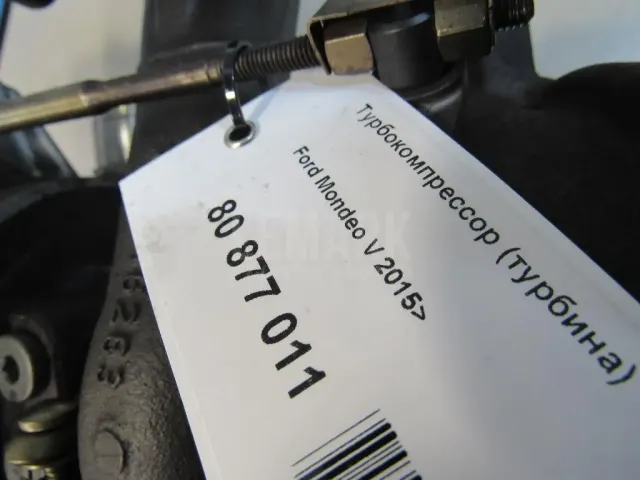 Турбокомпрессор (турбина)
Ford Mondeo V 2015>
80 877 011